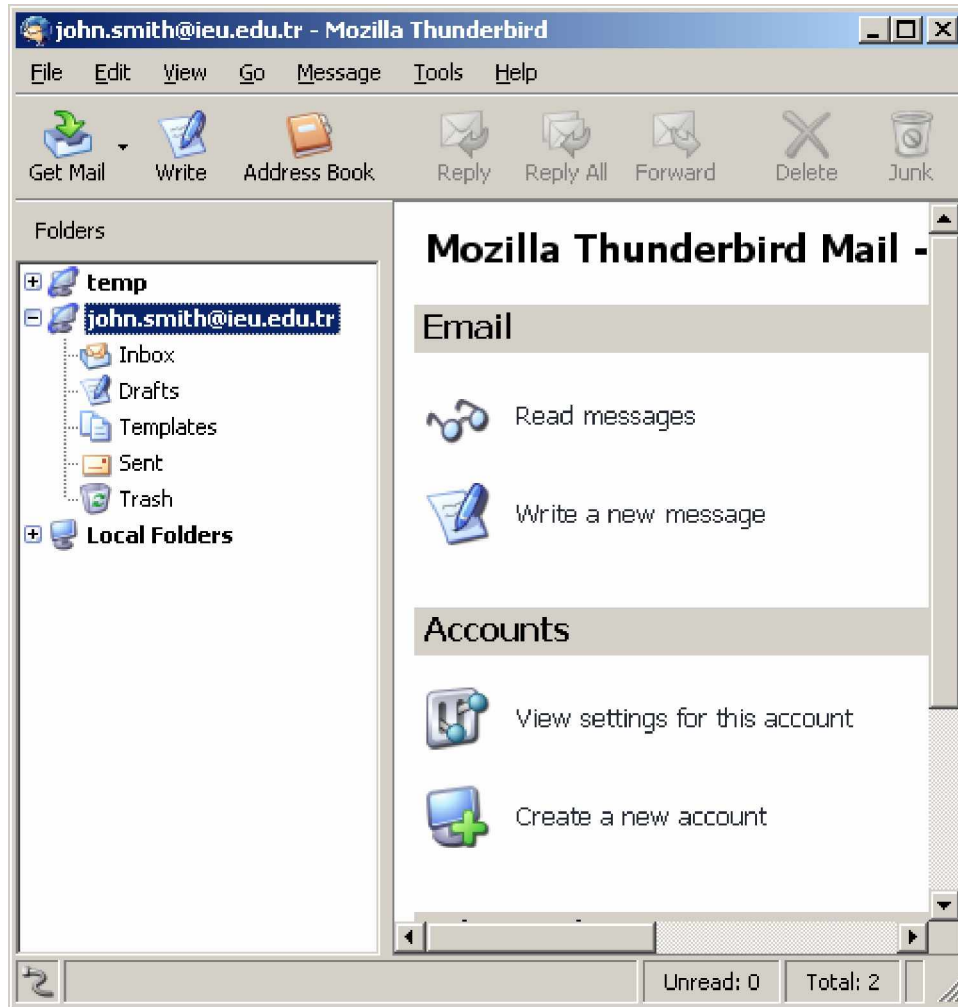 john.smith@ieu.edu.tr - Mozilla Thunderbird
File Edit View Go Message Tools Help
Get Mail Write Address Book Reply Reply All Forward Delete Junk
Folders
temp
john.smith@ieu.edu.tr
Inbox
Drafts
Templates
Sent
Trash
Local Folders
Mozilla Thunderbird Mail -
Email
Read messages
Write a new message
Accounts
View settings for this account
Create a new account
Unread: 0 Total: 2